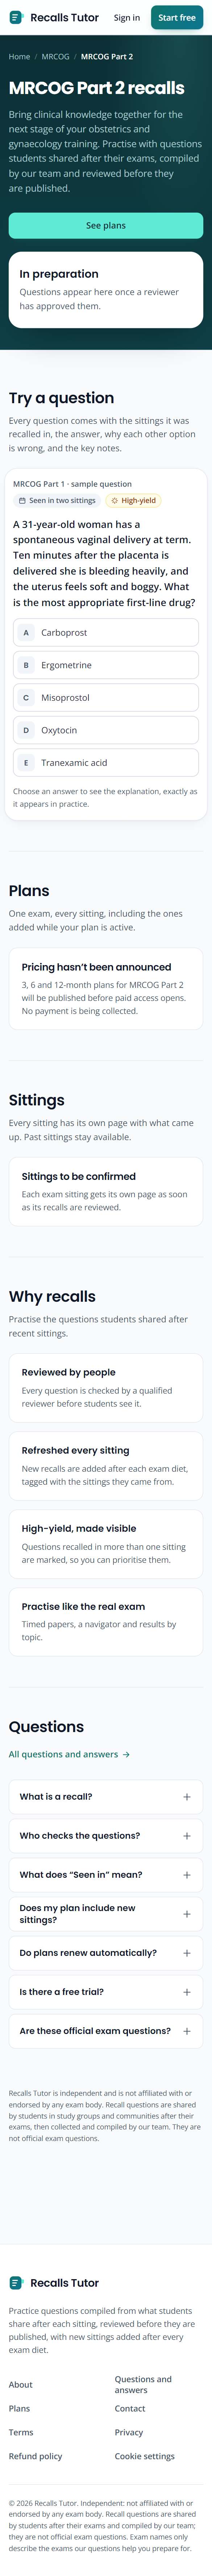 Recalls Tutor Sign in Start free
Home / MRCOG / MRCOG Part 2
MRCOG Part 2 recalls
Bring clinical knowledge together for the
next stage of your obstetrics and
gynaecology training. Practise with questions
students shared after their exams, compiled
by our team and reviewed before they
are published.
See plans
In preparation
Questions appear here once a reviewer
has approved them.
Try a question
Every question comes with the sittings it was
recalled in, the answer, why each other option
is wrong, and the key notes.
MRCOG Part 1 · sample question
Seen in two sittings High-yield
A 31-year-old woman has a
spontaneous vaginal delivery at term.
Ten minutes after the placenta is
delivered she is bleeding heavily, and
the uterus feels soft and boggy. What
is the most appropriate first-line drug?
A Carboprost
B Ergometrine
C Misoprostol
D Oxytocin
E Tranexamic acid
Choose an answer to see the explanation, exactly as
it appears in practice.
Plans
One exam, every sitting, including the ones
added while your plan is active.
Pricing hasn’t been announced
3, 6 and 12-month plans for MRCOG Part 2
will be published before paid access opens.
No payment is being collected.
Sittings
Every sitting has its own page with what came
up. Past sittings stay available.
Sittings to be confirmed
Each exam sitting gets its own page as soon
as its recalls are reviewed.
Why recalls
Practise the questions students shared after
recent sittings.
Reviewed by people
Every question is checked by a qualified
reviewer before students see it.
Refreshed every sitting
New recalls are added after each exam diet,
tagged with the sittings they came from.
High-yield, made visible
Questions recalled in more than one sitting
are marked, so you can prioritise them.
Practise like the real exam
Timed papers, a navigator and results by
topic.
Questions
All questions and answers →
What is a recall?
Who checks the questions?
What does “Seen in” mean?
Does my plan include new
sittings?
Do plans renew automatically?
Is there a free trial?
Are these official exam questions?
Recalls Tutor is independent and is not affiliated with or
endorsed by any exam body. Recall questions are shared
by students in study groups and communities after their
exams, then collected and compiled by our team. They are
not official exam questions.
Recalls Tutor
Practice questions compiled from what students
share after each sitting, reviewed before they are
published, with new sittings added after every
exam diet.
About
Questions and
answers
Plans
Contact
Terms
Privacy
Refund policy
Cookie settings
© 2026 Recalls Tutor. Independent: not affiliated with or
endorsed by any exam body. Recall questions are shared
by students after their exams and compiled by our team;
they are not official exam questions. Exam names only
describe the exams our questions help you prepare for.